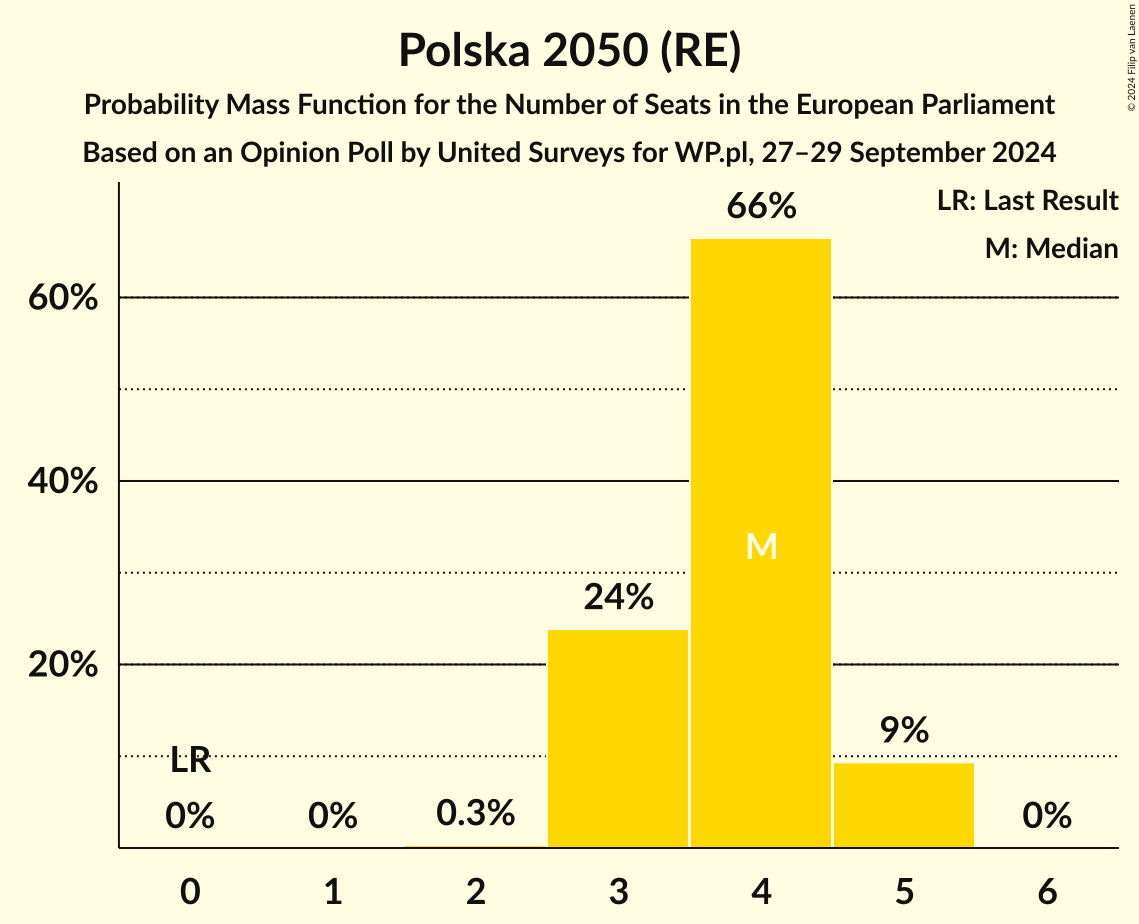 Polska 2050 (RE)
Probability Mass Function for the Number of Seats in the European Parliament
Based on an Opinion Poll by United Surveys for WP.pl, 27–29 September 2024
© 2024 Filip van Laenen
LR: Last Result
M: Median
60%
40%
20%
LR
0%
0%
0.3%
24%
66%
M
9%
0%
0
1
2
3
4
5
6